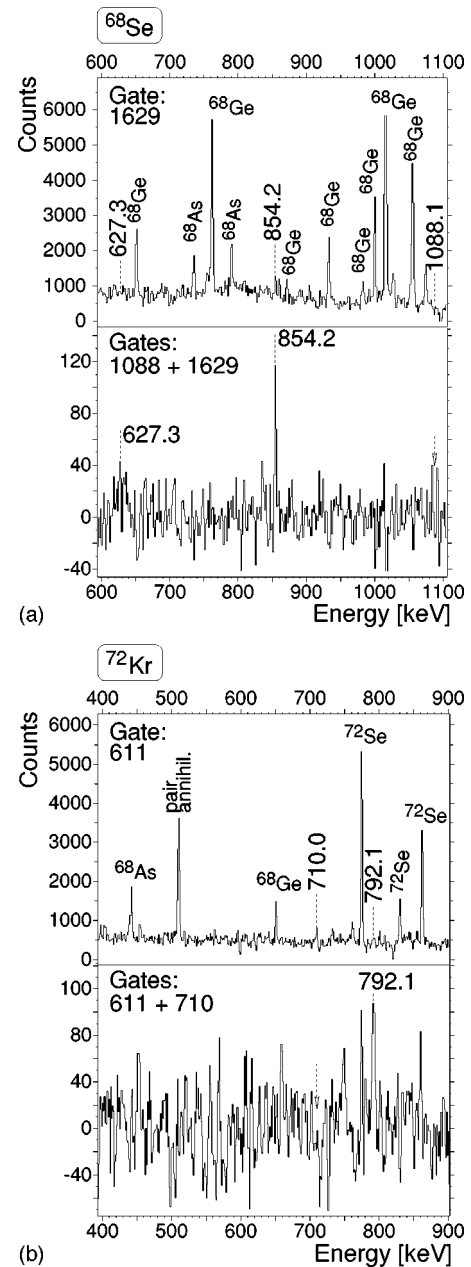 68Se
600 700 800 900 1000 1100
Counts
Gate:
1629
627.3
68Ge
68As
68Ge
68As
854.2
68Ge
68Ge
68Ge
68Ge
68Ge
68Ge
1088.1
6000
5000
4000
3000
2000
1000
0
Gates:
1088 + 1629
854.2
627.3
120
80
40
0
-40
600 700 800 900 1000 1100
Energy [keV]
(a)
72Kr
400 500 600 700 800 900
Counts
Gate:
611
68As
pair
annihil.
68Ge
710.0
72Se
792.1
72Se
72Se
6000
5000
4000
3000
2000
1000
0
Gates:
611 + 710
792.1
100
80
40
0
-40
400 500 600 700 800 900
Energy [keV]
(b)